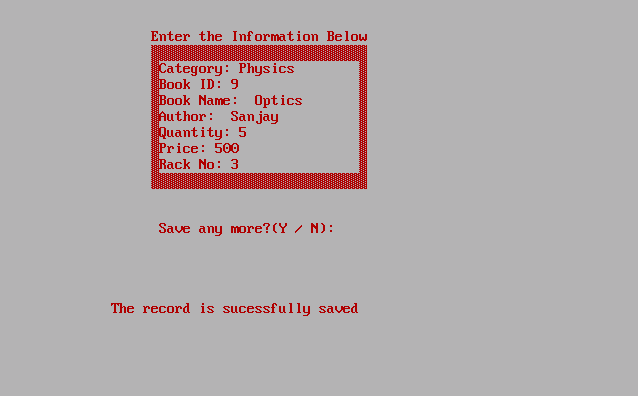 Enter the Information Below
Category: Physics
Book ID: 9
Book Name:  Optics
Author:  Sanjay
Quantity: 5
Price: 500
Rack No: 3
Save any more?(Y / N):
The record is sucessfully saved